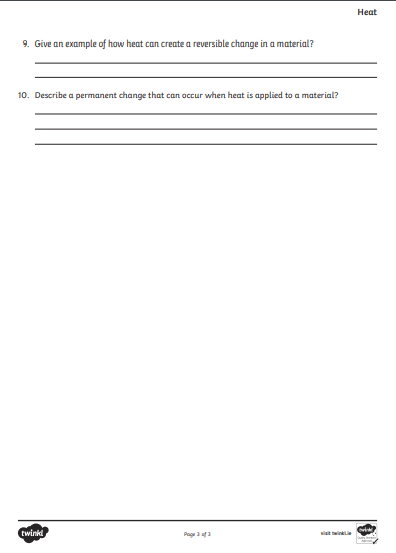 Heat
9. Give an example of how heat can create a reversible change in a material?
10. Describe a permanent change that can occur when heat is applied to a material?
twinkl
Page 3 of 3
visit twinkl.ie
twinkl